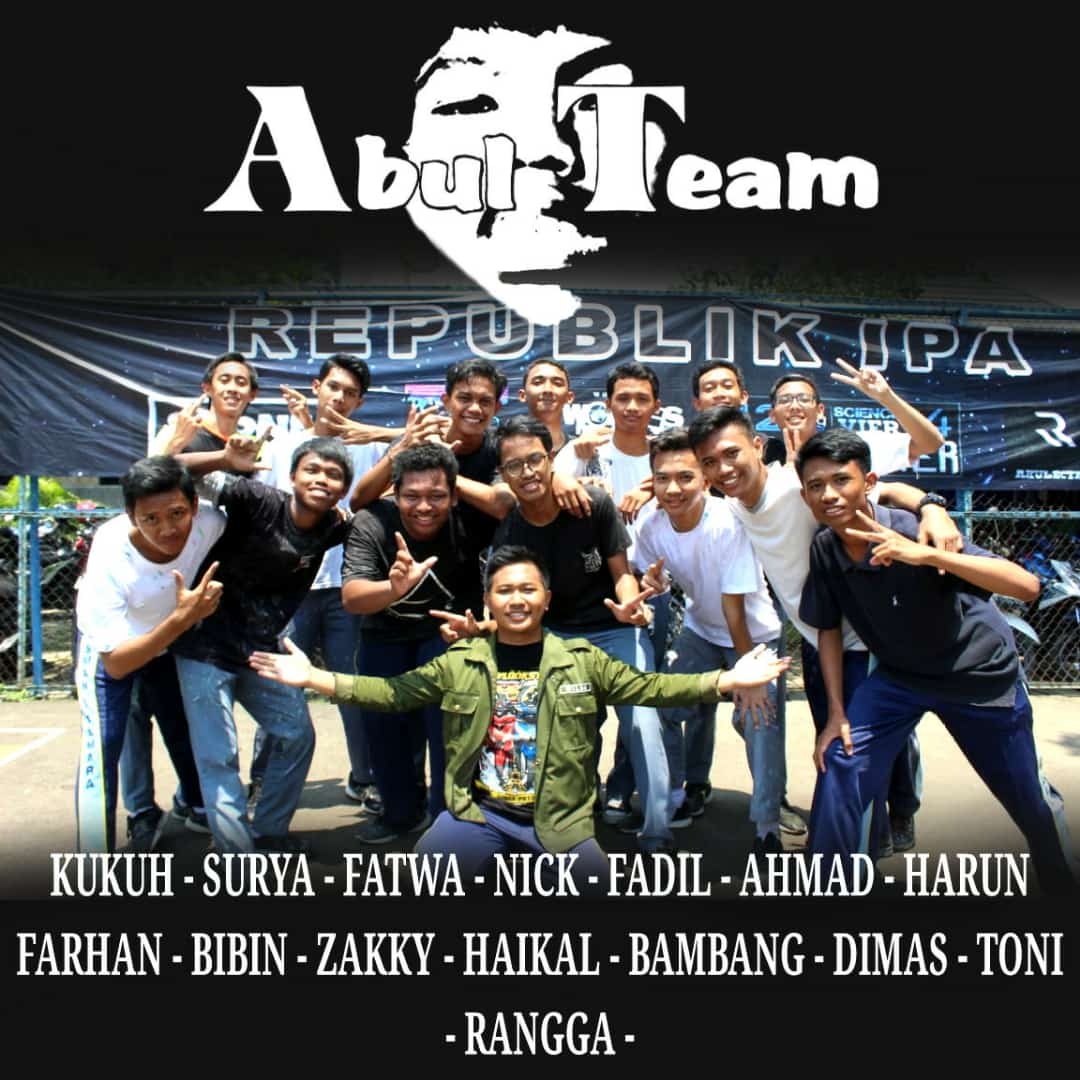 Abul Team
REPUBLIK IPA
SCIENCE
KUKUH - SURYA - FATWA - NICK - FADIL - AHMAD - HARUN
FARHAN - BIBIN - ZAKKY - HAIKAL - BAMBANG - DIMAS - TONI
- RANGGA -